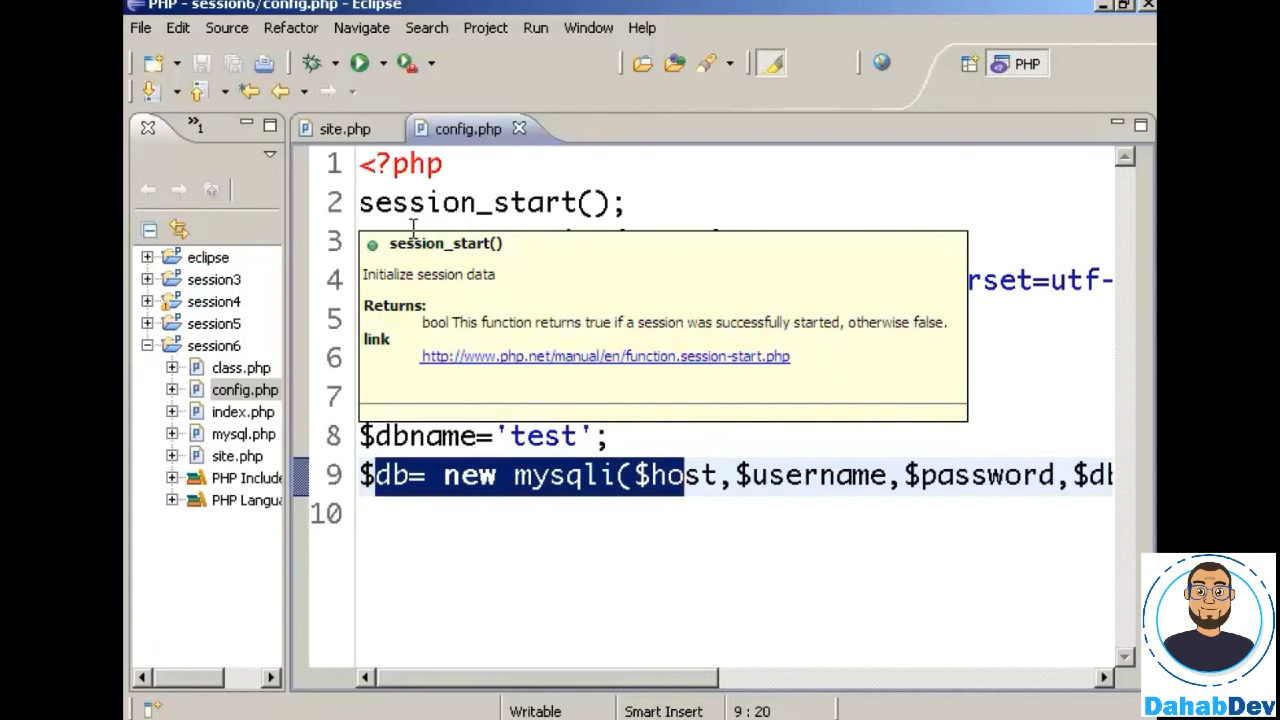 PHP - session6/config.php - Eclipse
File Edit Source Refactor Navigate Search Project Run Window Help
PHP
»1
site.php config.php
1 <?php
2 session_start();
3
session_start()
Initialize session data
Returns:
bool This function returns true if a session was successfully started, otherwise false.
link
http://www.php.net/manual/en/function.session-start.php
4 rset=utf-
5
6
7
8 $dbname='test';
9 $db= new mysqli($host,$username,$password,$db
10
eclipse
session3
session4
session5
session6
class.php
config.php
index.php
mysql.php
site.php
PHP Include
PHP Langua
Writable Smart Insert 9 : 20
DahabDev